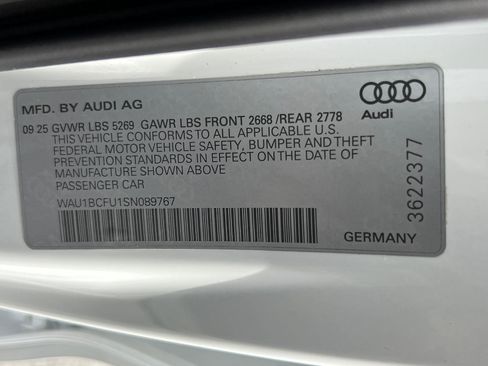 MFD. BY AUDI AG
09 25 GVWR LBS 5269 GAWR LBS FRONT 2668 /REAR 2778
THIS VEHICLE CONFORMS TO ALL APPLICABLE U.S.
FEDERAL MOTOR VEHICLE SAFETY, BUMPER AND THEFT
PREVENTION STANDARDS IN EFFECT ON THE DATE OF
MANUFACTURE SHOWN ABOVE
PASSENGER CAR
WAU1BCFU1SN089767
Audi
3622377
GERMANY